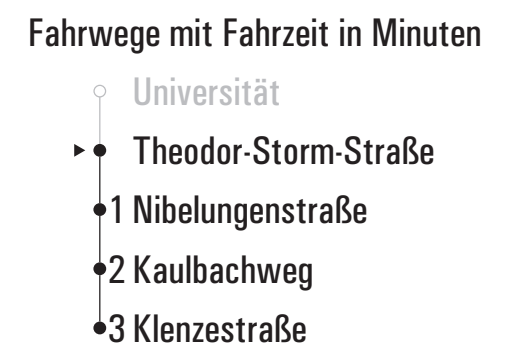 Fahrwege mit Fahrzeit in Minuten
Universität
Theodor-Storm-Straße
1 Nibelungenstraße
2 Kaulbachweg
3 Klenzestraße